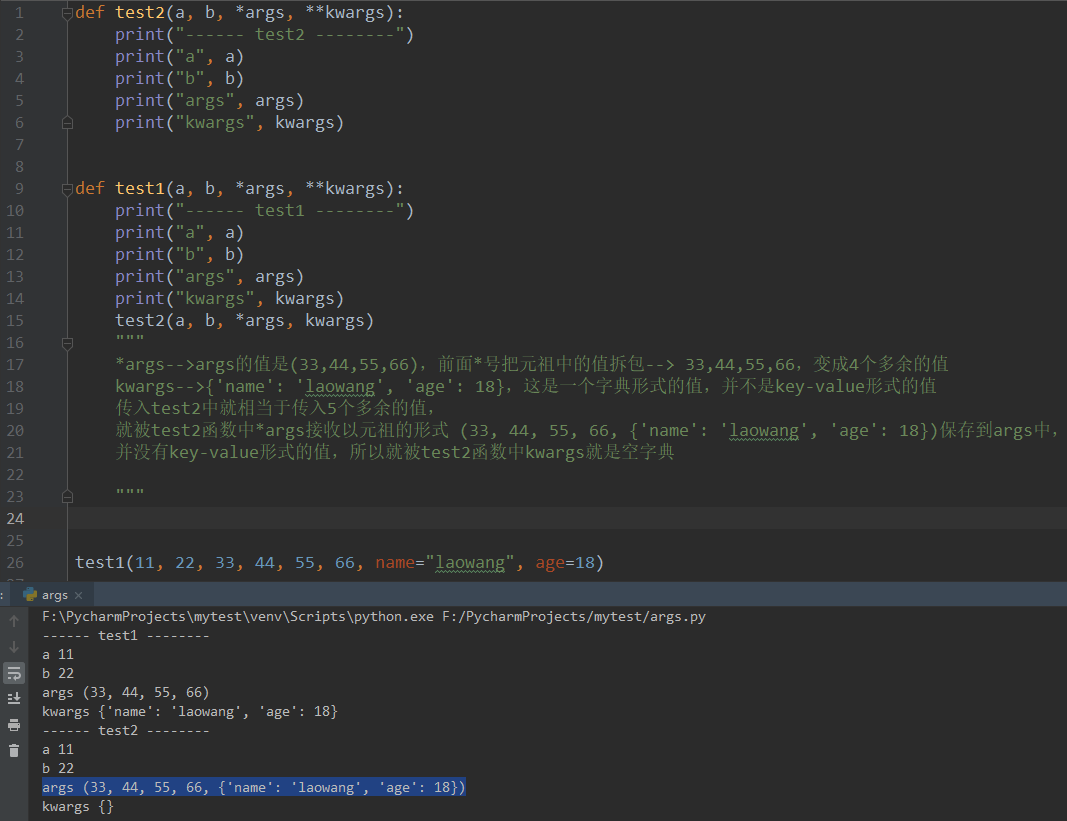 1 def test2(a, b, *args, **kwargs):
2     print("------ test2 --------")
3     print("a", a)
4     print("b", b)
5     print("args", args)
6     print("kwargs", kwargs)
7
8
9 def test1(a, b, *args, **kwargs):
10     print("------ test1 --------")
11     print("a", a)
12     print("b", b)
13     print("args", args)
14     print("kwargs", kwargs)
15     test2(a, b, *args, kwargs)
16     """
17     *args-->args的值是(33,44,55,66)，前面*号把元祖中的值拆包--> 33,44,55,66，变成4个多余的值
18     kwargs-->{'name': 'laowang', 'age': 18}，这是一个字典形式的值，并不是key-value形式的值
19     传入test2中就相当于传入5个多余的值，
20     就被test2函数中*args接收以元祖的形式 (33, 44, 55, 66, {'name': 'laowang', 'age': 18})保存到args中，
21     并没有key-value形式的值，所以就被test2函数中kwargs就是空字典
22
23     """
24
25
26 test1(11, 22, 33, 44, 55, 66, name="laowang", age=18)
: args ×
F:\PycharmProjects\mytest\venv\Scripts\python.exe F:/PycharmProjects/mytest/args.py
------ test1 --------
a 11
b 22
args (33, 44, 55, 66)
kwargs {'name': 'laowang', 'age': 18}
------ test2 --------
a 11
b 22
args (33, 44, 55, 66, {'name': 'laowang', 'age': 18})
kwargs {}